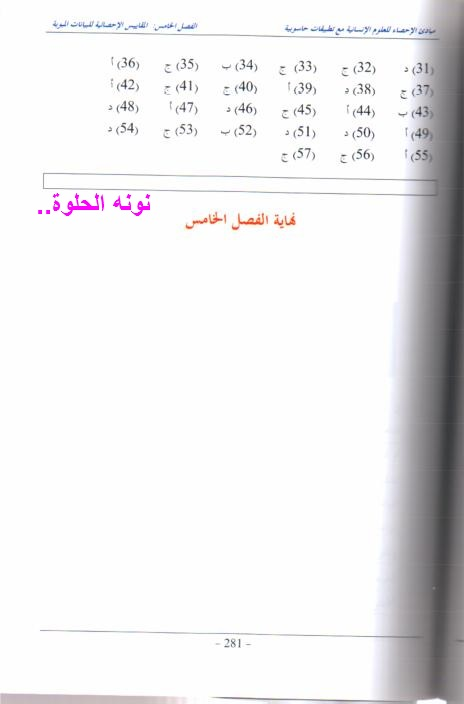 مبادئ الإحصاء للعلوم الإنسانية مع تطبيقات حاسوبية الفصل الخامس: المقاييس الإحصائية للبيانات المبوبة
31) د 32) ج 33) ج 34) ب 35) ج 36) أ
37) ج 38) د 39) أ 40) ج 41) ج 42) أ
43) ب 44) أ 45) ج 46) د 47) أ 48) د
49) أ 50) د 51) د 52) ب 53) ج 54) د
55) أ 56) ج 57) ج
نونه الحلوة..
نهاية الفصل الخامس
- 281 -